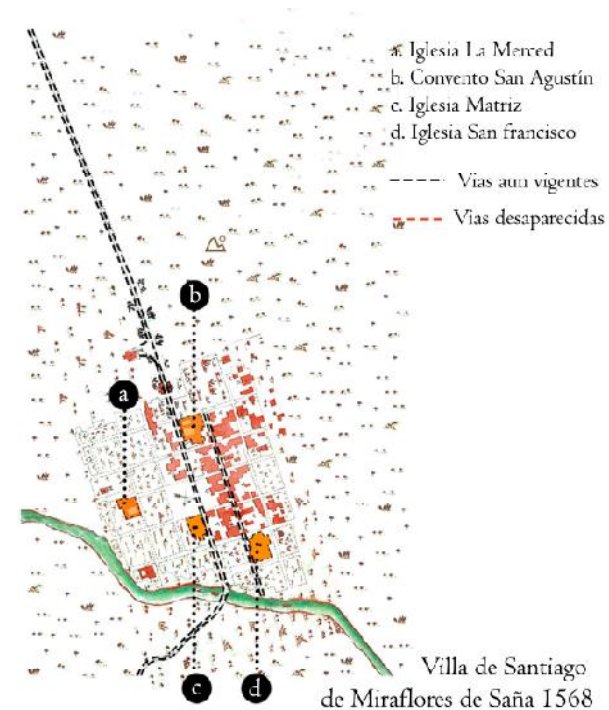 a. Iglesia La Merced
b. Convento San Agustín
c. Iglesia Matriz
d. Iglesia San francisco
Vias aun vigentes
Vias desaparecidas
b
a
c
d
Villa de Santiago
de Miraflores de Saña 1568